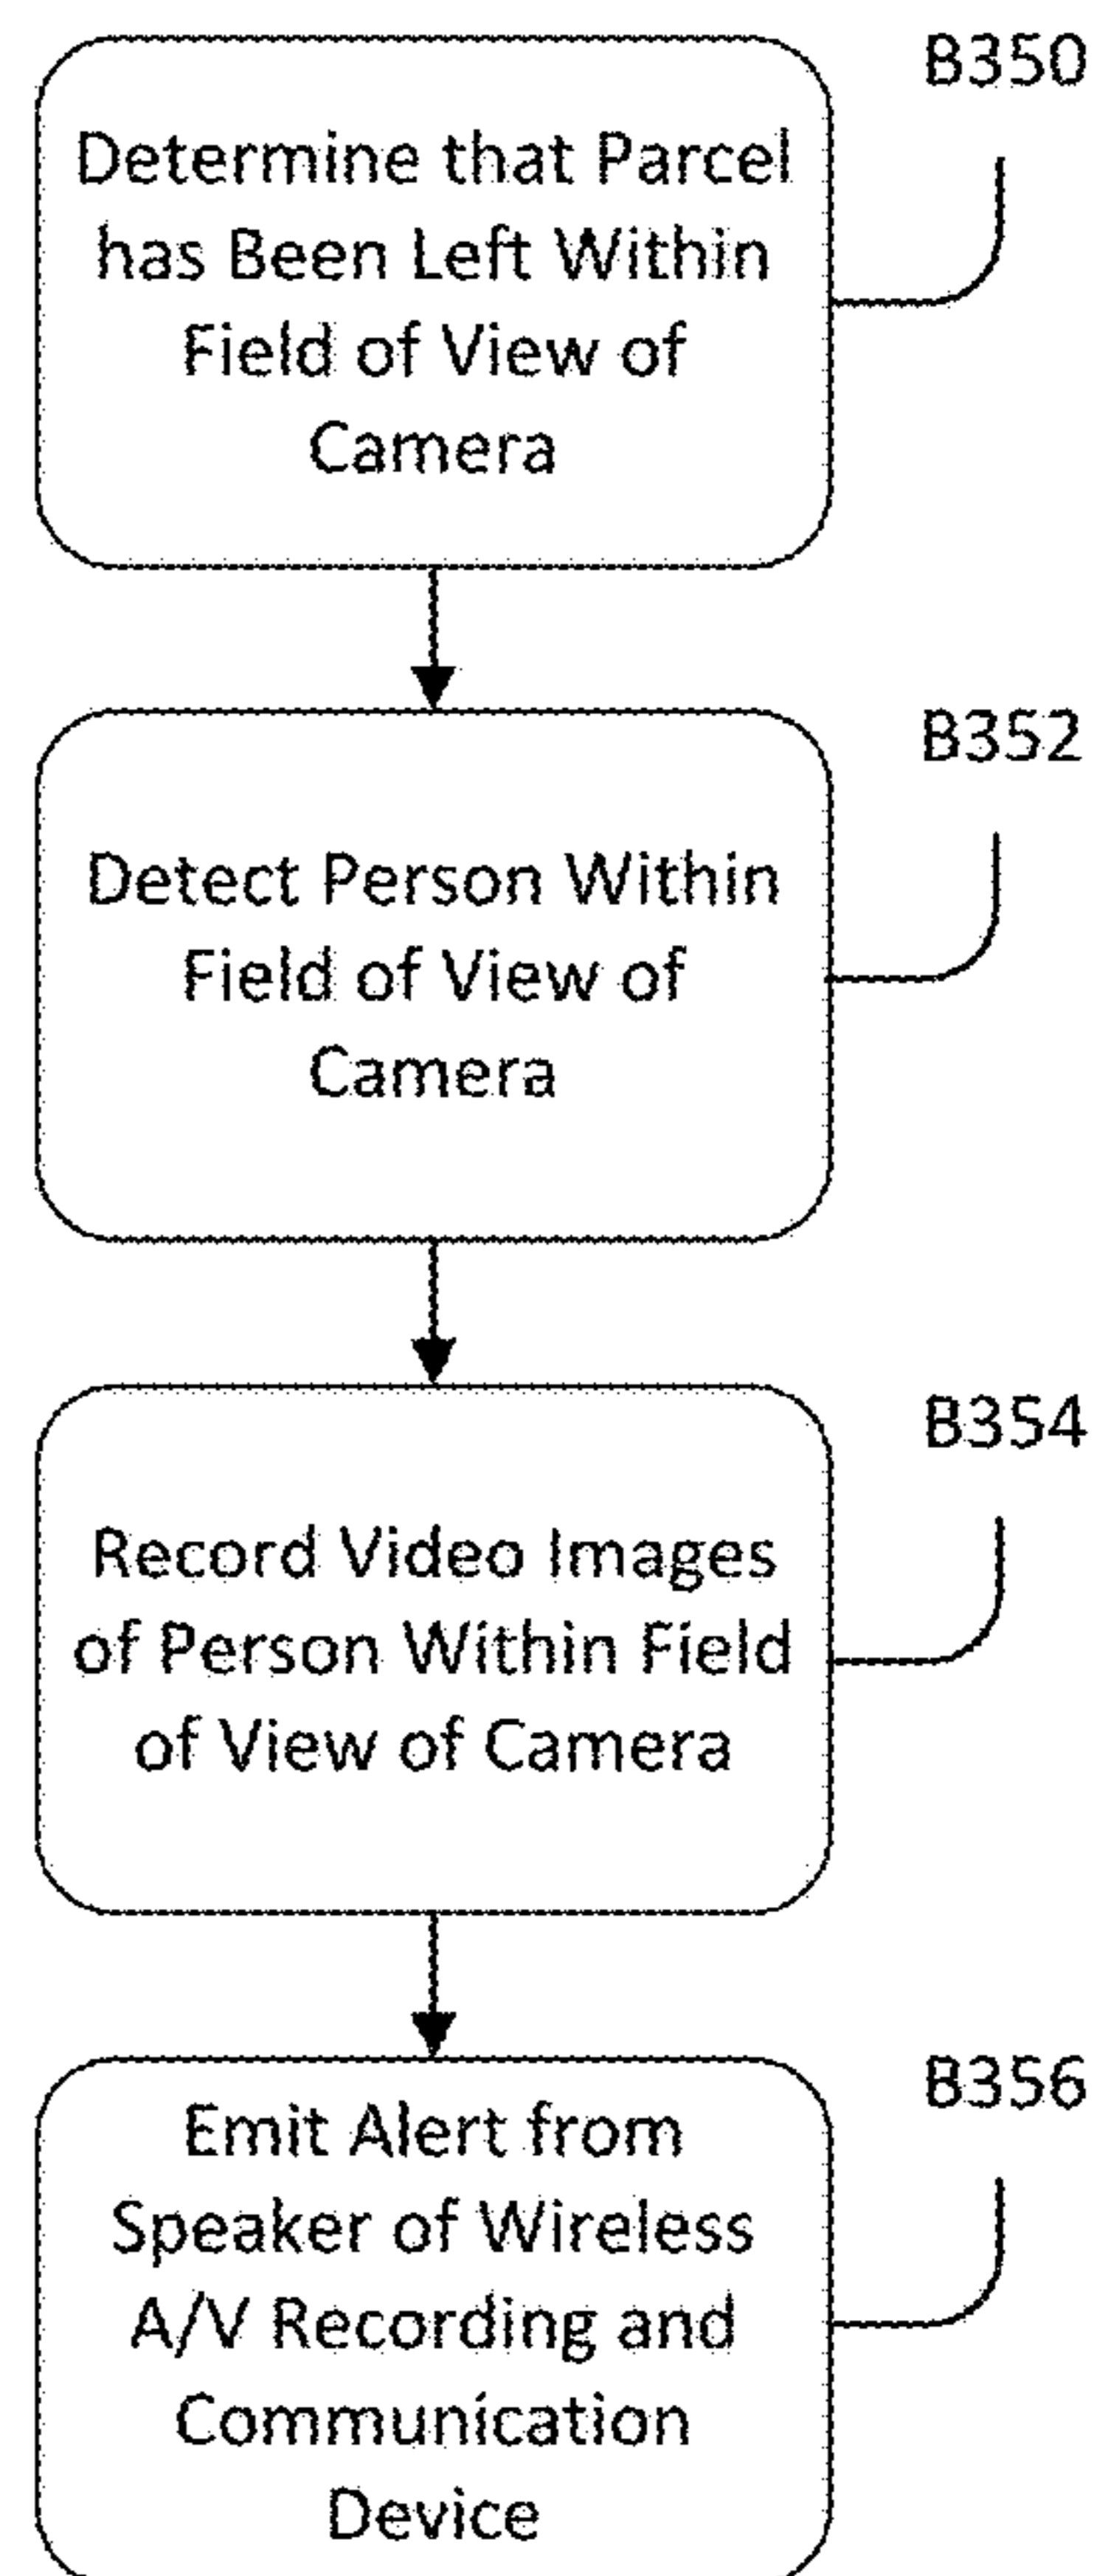 B350
Determine that Parcel
has Been Left Within
Field of View of
Camera
B352
Detect Person Within
Field of View of
Camera
B354
Record Video Images
of Person Within Field
of View of Camera
B356
Emit Alert from
Speaker of Wireless
A/V Recording and
Communication
Device